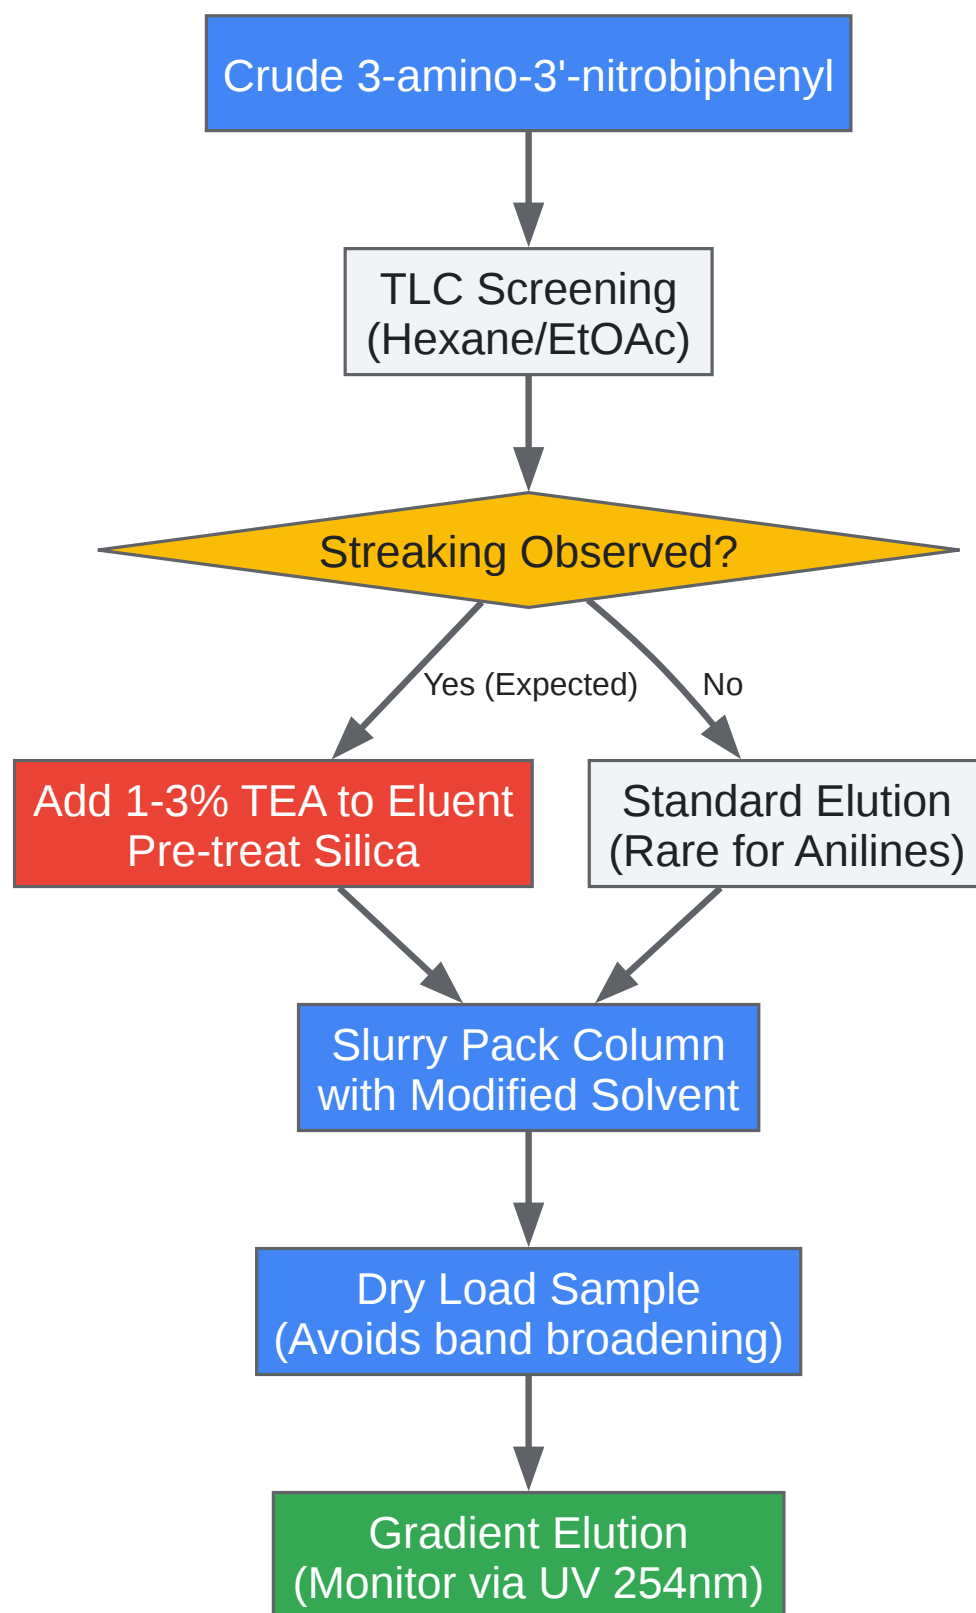 Crude 3-amino-3'-nitrobiphenyl
TLC Screening
(Hexane/EtOAc)
Streaking Observed?
Yes (Expected)
No
Add 1-3% TEA to Eluent
Pre-treat Silica
Standard Elution
(Rare for Anilines)
Slurry Pack Column
with Modified Solvent
Dry Load Sample
(Avoids band broadening)
Gradient Elution
(Monitor via UV 254nm)